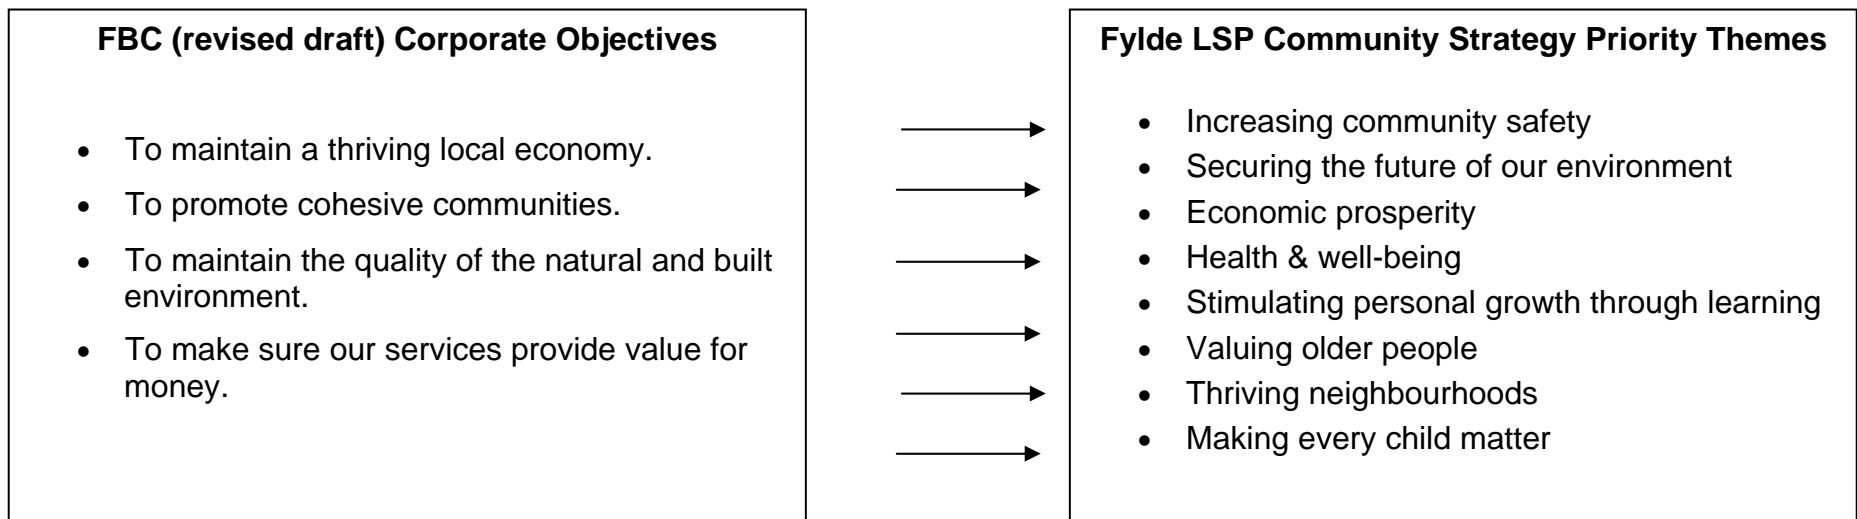 FBC (revised draft) Corporate Objectives
• To maintain a thriving local economy.
• To promote cohesive communities.
• To maintain the quality of the natural and built
environment.
• To make sure our services provide value for
money.
Fylde LSP Community Strategy Priority Themes
• Increasing community safety
• Securing the future of our environment
• Economic prosperity
• Health & well-being
• Stimulating personal growth through learning
• Valuing older people
• Thriving neighbourhoods
• Making every child matter